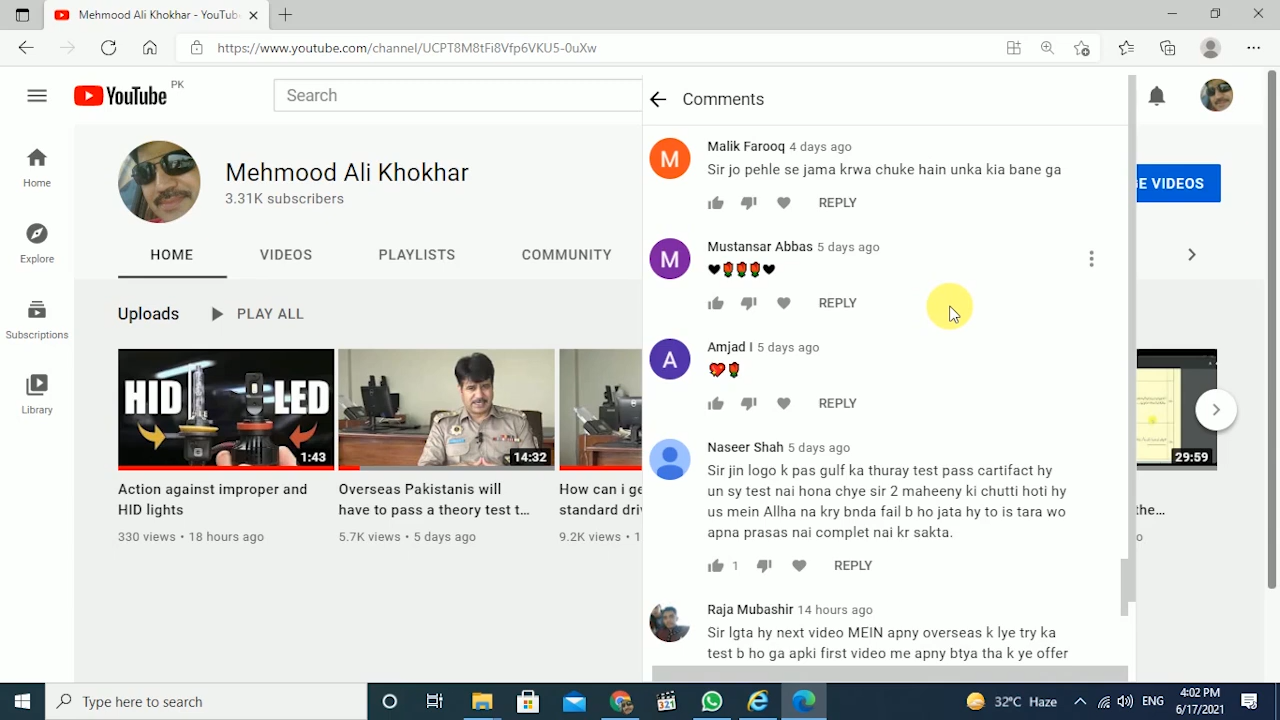 Mehmood Ali Khokhar - YouTube
https://www.youtube.com/channel/UCPT8M8tFi8Vfp6VKU5-0uXw
YouTube PK
Search
Home
Explore
Subscriptions
Library
Mehmood Ali Khokhar
3.31K subscribers
HOME VIDEOS PLAYLISTS COMMUNITY
Uploads PLAY ALL
HID LED
1:43
14:32
29:59
Action against improper and
HID lights
330 views • 18 hours ago
Overseas Pakistanis will
have to pass a theory test t...
5.7K views • 5 days ago
How can i ge
standard dri
9.2K views • 1
the...
GE VIDEOS
Comments
M
Malik Farooq 4 days ago
Sir jo pehle se jama krwa chuke hain unka kia bane ga
REPLY
M
Mustansar Abbas 5 days ago
🖤🌹🌹🌹🖤
REPLY
A
Amjad I 5 days ago
💖🌹
REPLY
Naseer Shah 5 days ago
Sir jin logo k pas gulf ka thuray test pass cartifact hy
un sy test nai hona chye sir 2 maheeny ki chutti hoti hy
us mein Allha na kry bnda fail b ho jata hy to is tara wo
apna prasas nai complet nai kr sakta.
1 REPLY
Raja Mubashir 14 hours ago
Sir lgta hy next video MEIN apny overseas k lye try ka
test b ho ga apki first video me apny btya tha k ye offer
Type here to search
321
32°C Haze
ENG
4:02 PM
6/17/2021